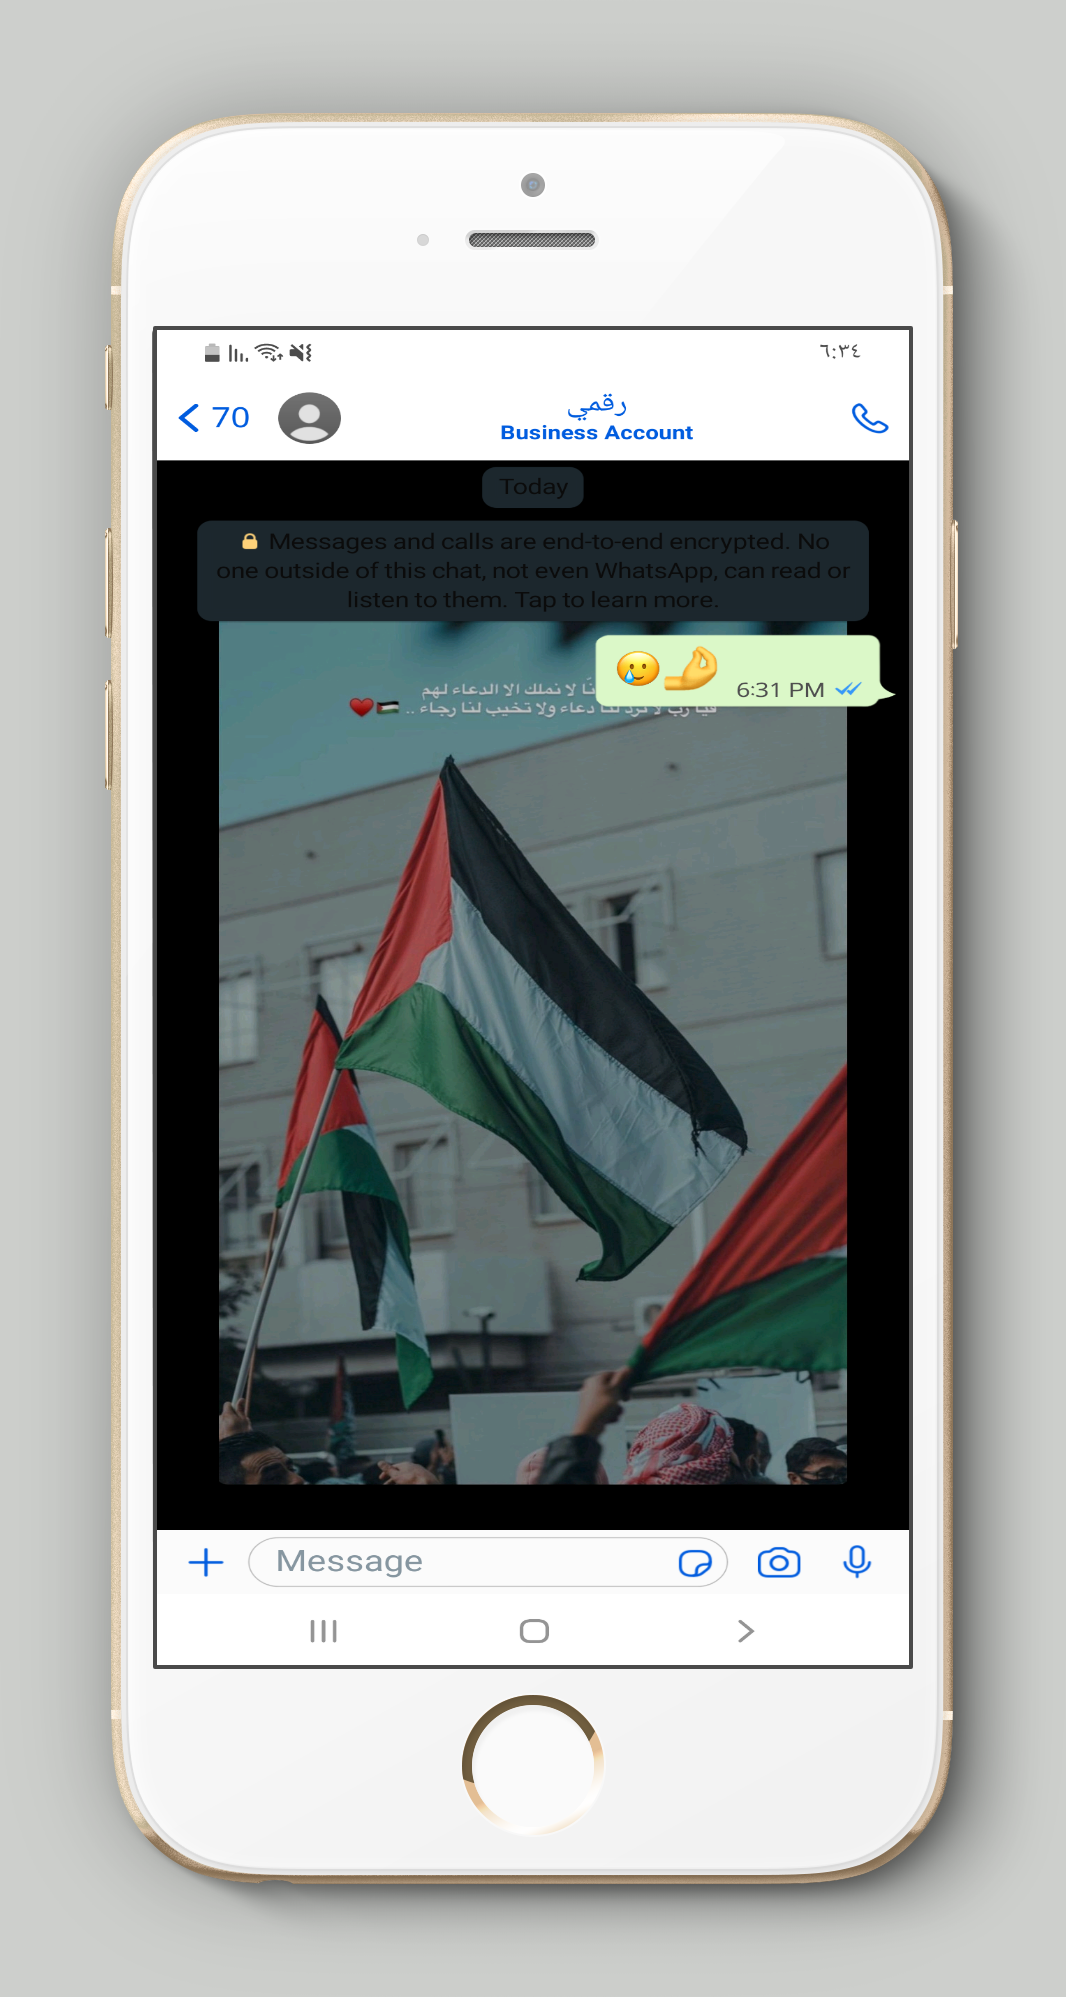 ٦:٣٤
70
رقمي
Business Account
Today
Messages and calls are end-to-end encrypted. No
one outside of this chat, not even WhatsApp, can read or
listen to them. Tap to learn more.
6:31 PM
لا نملك الا الدعاء لهم
فيا رب لا ترد لنا دعاء ولا تخيب لنا رجاء ..
Message